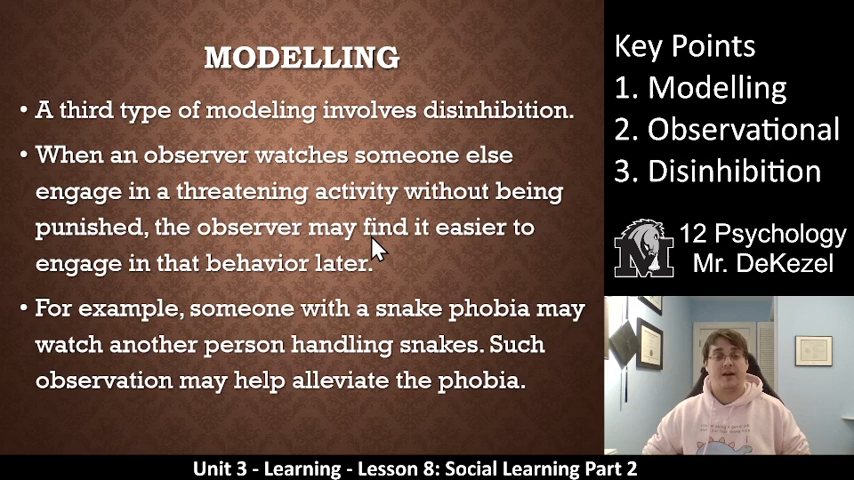 MODELLING
• A third type of modeling involves disinhibition.
• When an observer watches someone else
engage in a threatening activity without being
punished, the observer may find it easier to
engage in that behavior later.
• For example, someone with a snake phobia may
watch another person handling snakes. Such
observation may help alleviate the phobia.
Key Points
1. Modelling
2. Observational
3. Disinhibition
M
12 Psychology
Mr. DeKezel
Unit 3 - Learning - Lesson 8: Social Learning Part 2